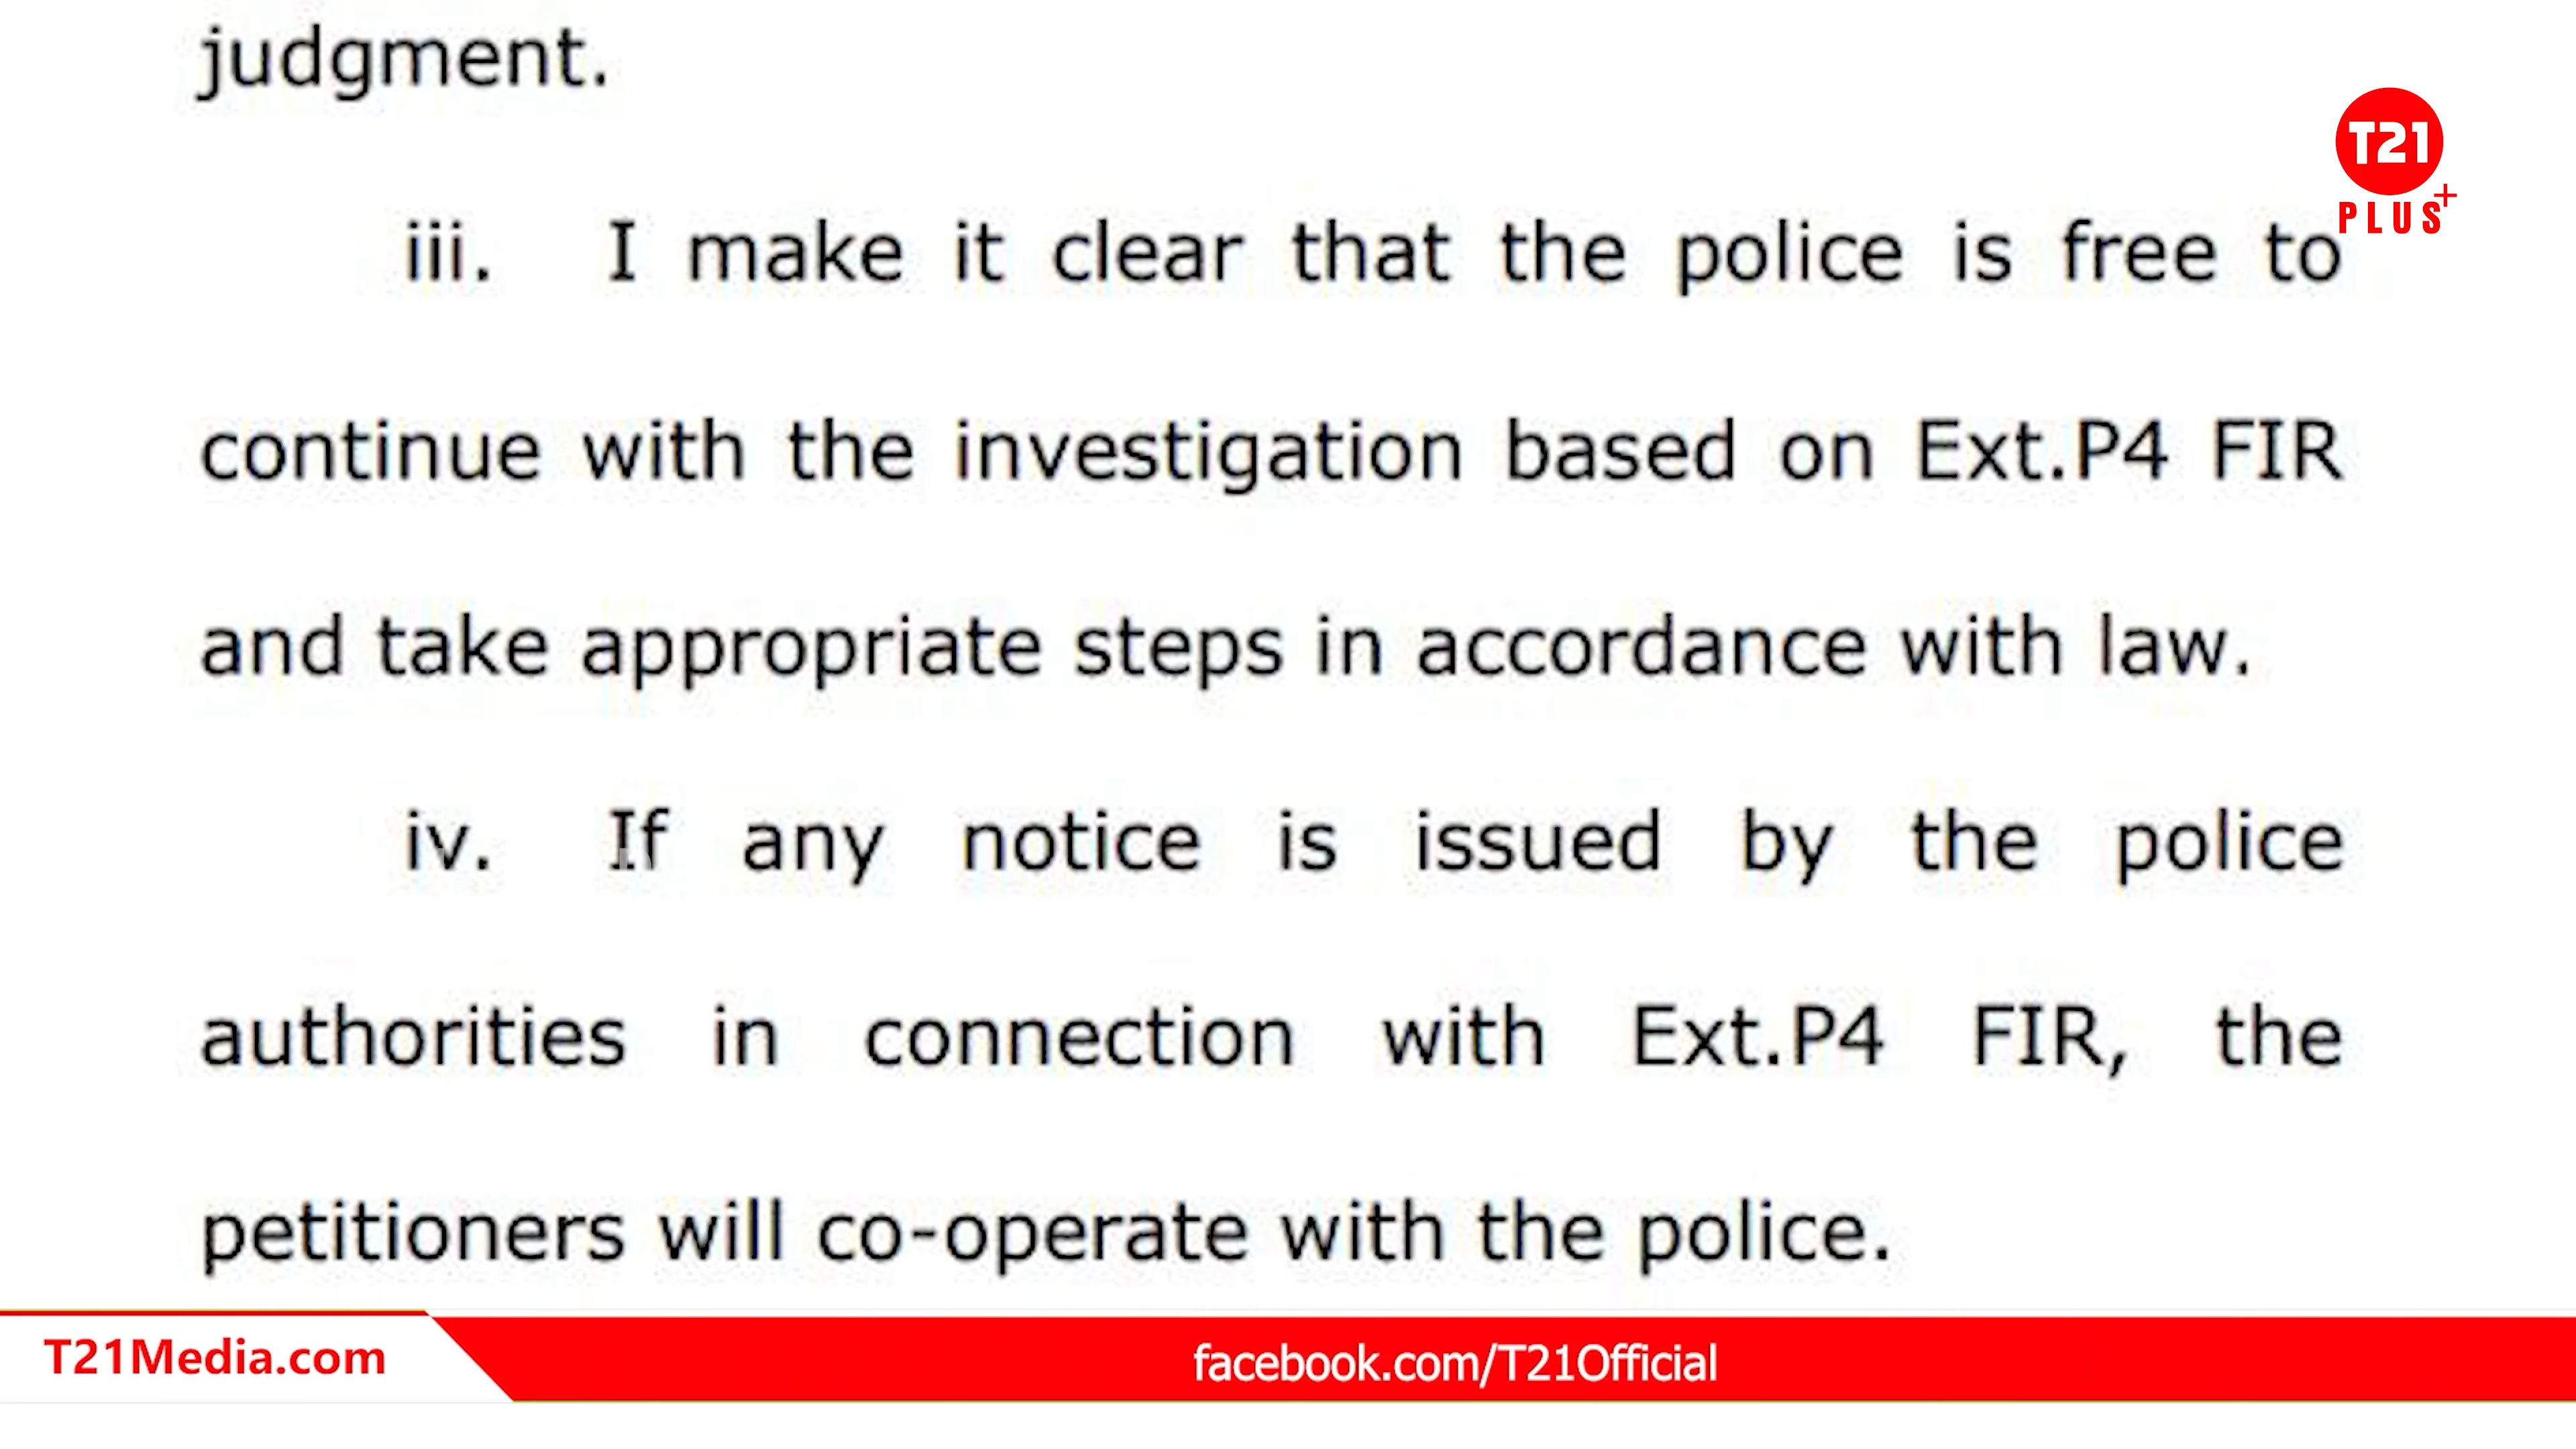 judgment.
T21
PLUS+
iii. I make it clear that the police is free to
continue with the investigation based on Ext.P4 FIR
and take appropriate steps in accordance with law.
iv. If any notice is issued by the police
authorities in connection with Ext.P4 FIR, the
petitioners will co-operate with the police.
T21Media.com
facebook.com/T21Official